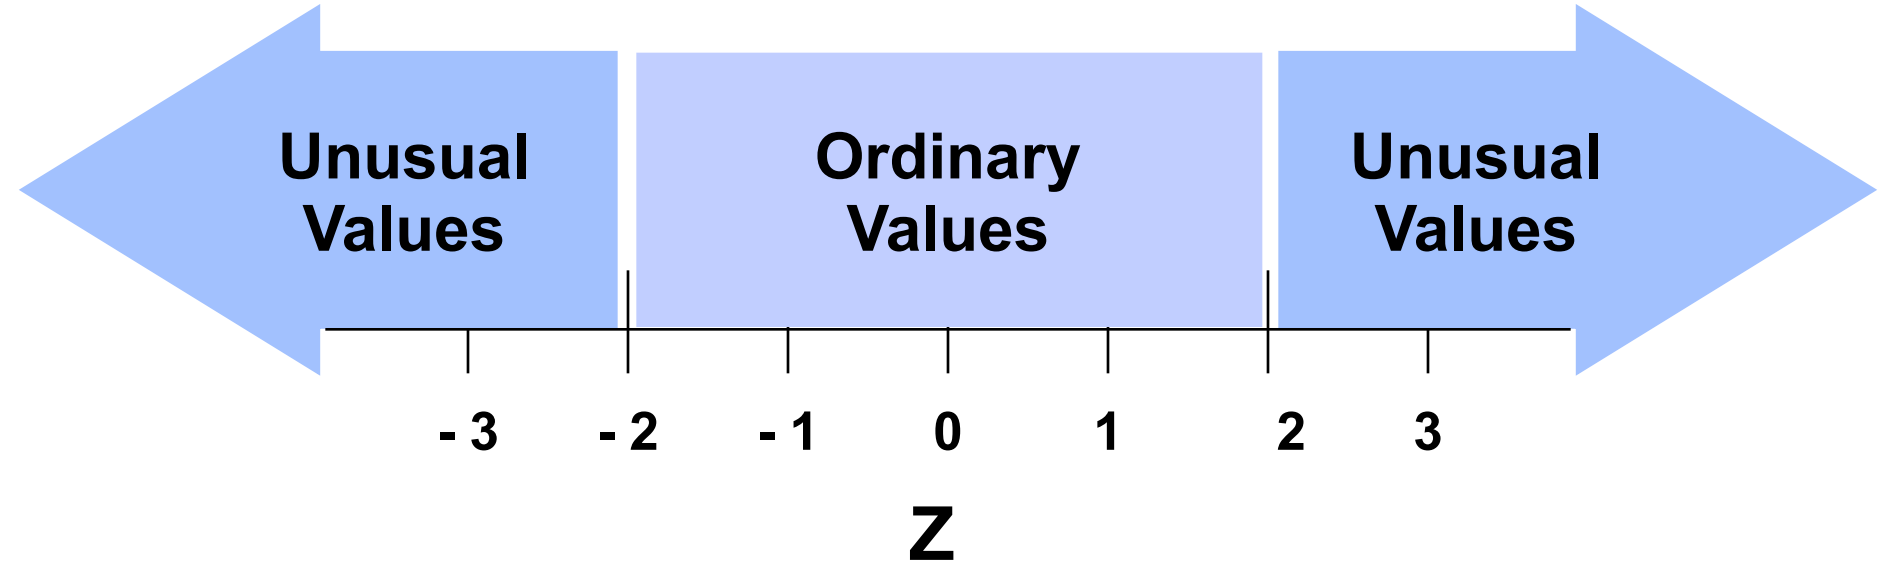 Unusual
Values
Ordinary
Values
Unusual
Values
- 3 - 2 - 1 0 1 2 3
Z